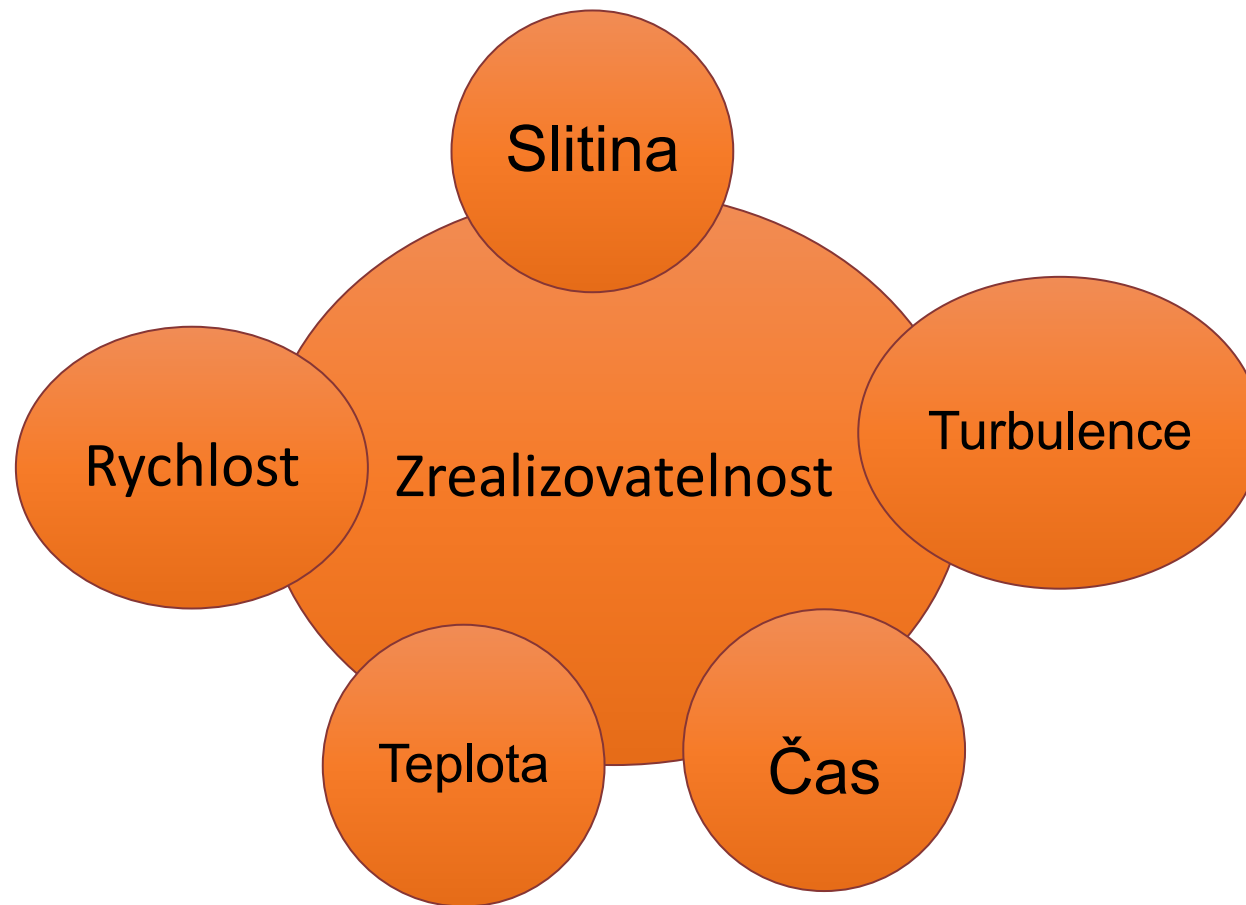 Slitina
Turbulence
Rychlost
Zrealizovatelnost
Teplota
Čas